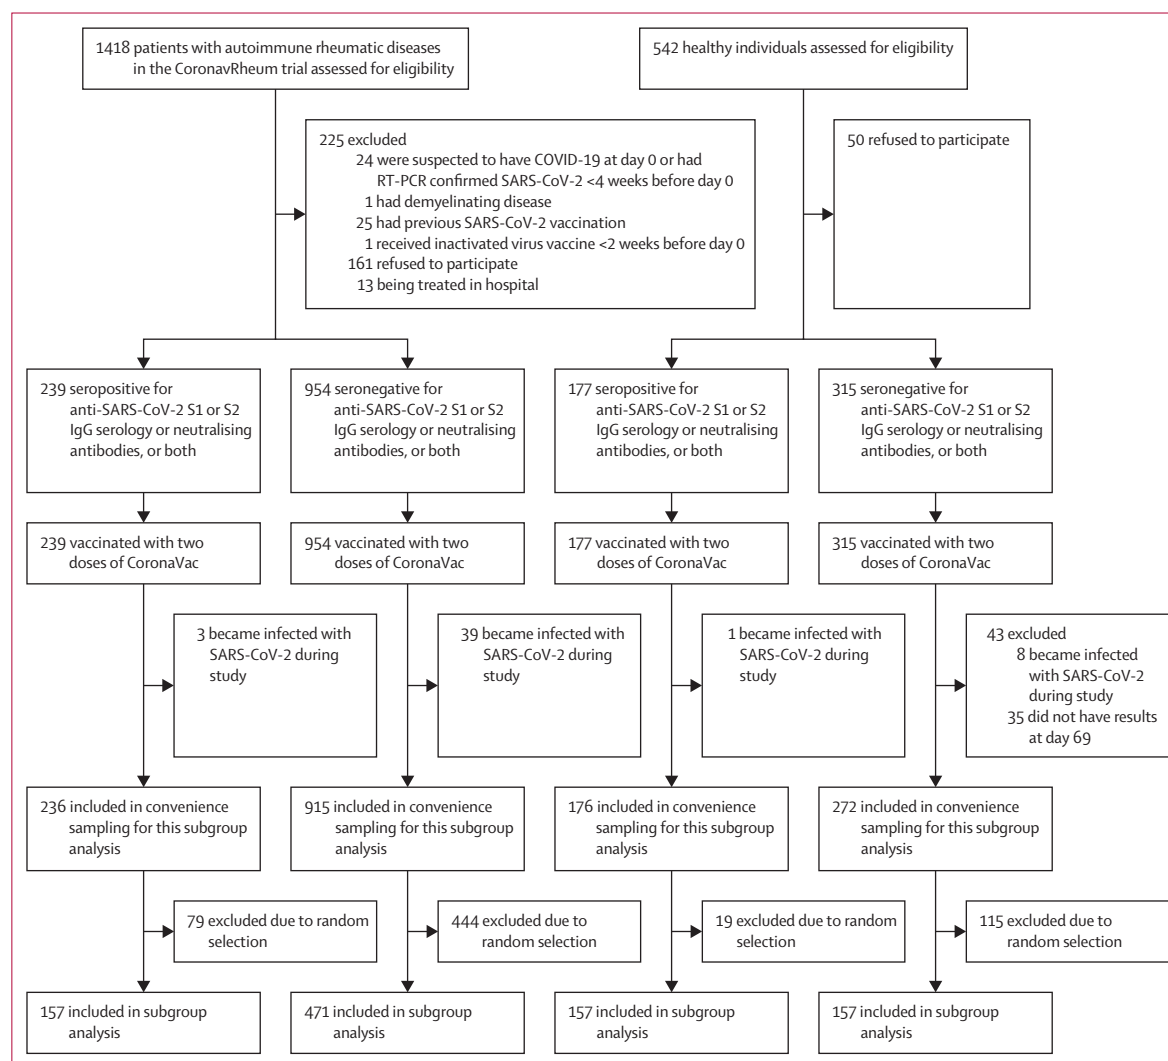 1418 patients with autoimmune rheumatic diseases
in the CoronavRheum trial assessed for eligibility
542 healthy individuals assessed for eligibility
225 excluded
24 were suspected to have COVID-19 at day 0 or had
RT-PCR confirmed SARS-CoV-2 <4 weeks before day 0
1 had demyelinating disease
25 had previous SARS-CoV-2 vaccination
1 received inactivated virus vaccine <2 weeks before day 0
161 refused to participate
13 being treated in hospital
50 refused to participate
239 seropositive for
anti-SARS-CoV-2 S1 or S2
IgG serology or neutralising
antibodies, or both
954 seronegative for
anti-SARS-CoV-2 S1 or S2
IgG serology or neutralising
antibodies, or both
177 seropositive for
anti-SARS-CoV-2 S1 or S2
IgG serology or neutralising
antibodies, or both
315 seronegative for
anti-SARS-CoV-2 S1 or S2
IgG serology or neutralising
antibodies, or both
239 vaccinated with two
doses of CoronaVac
954 vaccinated with two
doses of CoronaVac
177 vaccinated with two
doses of CoronaVac
315 vaccinated with two
doses of CoronaVac
3 became infected with
SARS-CoV-2 during
study
39 became infected with
SARS-CoV-2 during
study
1 became infected with
SARS-CoV-2 during
study
43 excluded
8 became infected
with SARS-CoV-2
during study
35 did not have results
at day 69
236 included in convenience
sampling for this subgroup
analysis
915 included in convenience
sampling for this subgroup
analysis
176 included in convenience
sampling for this subgroup
analysis
272 included in convenience
sampling for this subgroup
analysis
79 excluded due to random
selection
444 excluded due to
random selection
19 excluded due to random
selection
115 excluded due to
random selection
157 included in subgroup
analysis
471 included in subgroup
analysis
157 included in subgroup
analysis
157 included in subgroup
analysis